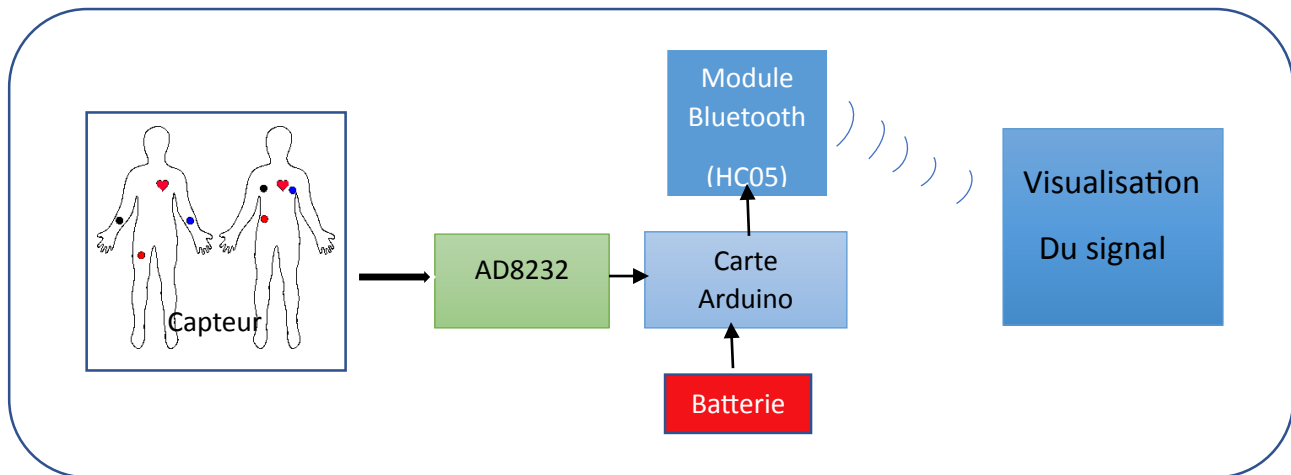 Module
Bluetooth
(HC05)
Visualisation
Du signal
Capteur
AD8232
Carte
Arduino
Batterie